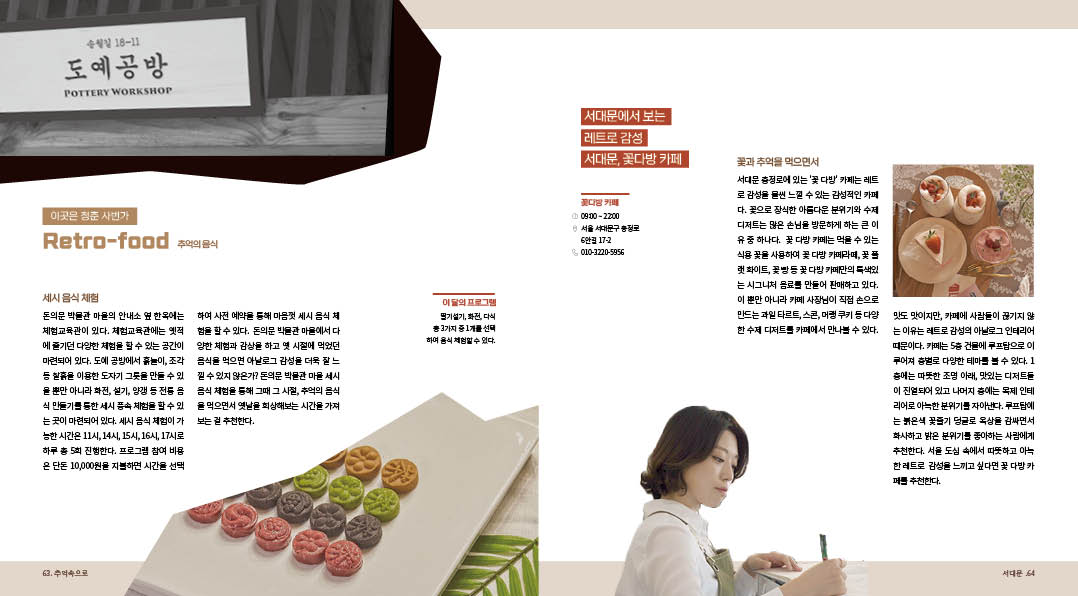 송월길 18-11
도예공방
POTTERY WORKSHOP
이곳은 청춘 사번가
Retro-food 추억의 음식
세시 음식 체험
돈의문 박물관 마을의 안내소 옆 한옥에는
체험교육관이 있다. 체험교육관에는 옛적
에 즐기던 다양한 체험을 할 수 있는 공간이
마련되어 있다. 도예 공방에서 흙놀이, 조각
등 찰흙을 이용한 도자기 그릇을 만들 수 있
을 뿐만 아니라 화전, 설기, 양갱 등 전통 음
식 만들기를 통한 세시 풍속 체험을 할 수 있
는 곳이 마련되어 있다. 세시 음식 체험이 가
능한 시간은 11시, 14시, 15시, 16시, 17시로
하루 총 5회 진행한다. 프로그램 참여 비용
은 단돈 10,000원을 지불하면 시간을 선택
하여 사전 예약을 통해 마음껏 세시 음식 체
험을 할 수 있다. 돈의문 박물관 마을에서 다
양한 체험과 감상을 하고 옛 시절에 먹었던
음식을 먹으면 아날로그 감성을 더욱 잘 느
낄 수 있지 않은가? 돈의문 박물관 마을 세시
음식 체험을 통해 그때 그 시절, 추억의 음식
을 먹으면서 옛날을 회상해보는 시간을 가져
보는 걸 추천한다.
이 달의 프로그램
딸기설기, 화전, 다식
총 3가지 중 1개를 선택
하여 음식 체험할 수 있다.
63. 추억속으로
서대문에서 보는
레트로 감성
서대문, 꽃다방 카페
꽃다방 카페
09:00 ~ 22:00
서울 서대문구 충정로
6안길 17-2
010-3220-5956
꽃과 추억을 먹으면서
서대문 충정로에 있는 '꽃 다방' 카페는 레트
로 감성을 물씬 느낄 수 있는 감성적인 카페
다. 꽃으로 장식한 아름다운 분위기와 수제
디저트는 많은 손님을 방문하게 하는 큰 이
유 중 하나다. 꽃 다방 카페는 먹을 수 있는
식용 꽃을 사용하여 꽃 다방 카페라떼, 꽃 플
랫 화이트, 꽃 빵 등 꽃 다방 카페만의 특색있
는 시그니처 음료를 만들어 판매하고 있다.
이 뿐만 아니라 카페 사장님이 직접 손으로
만드는 과일 타르트, 스콘, 머랭 쿠키 등 다양
한 수제 디저트를 카페에서 만나볼 수 있다.
맛도 맛이지만, 카페에 사람들이 끊기지 않
는 이유는 레트로 감성의 아날로그 인테리어
때문이다. 카페는 5층 건물에 루프탑으로 이
루어져 층별로 다양한 테마를 볼 수 있다. 1
층에는 따뜻한 조명 아래, 맛있는 디저트들
이 진열되어 있고 나머지 층에는 목제 인테
리어로 아늑한 분위기를 자아낸다. 루프탑에
는 붉은색 꽃줄기 덩굴로 옥상을 감싸면서
화사하고 밝은 분위기를 좋아하는 사람에게
추천한다. 서울 도심 속에서 따뜻하고 아늑
한 레트로 감성을 느끼고 싶다면 꽃 다방 카
페를 추천한다.
서대문 .64